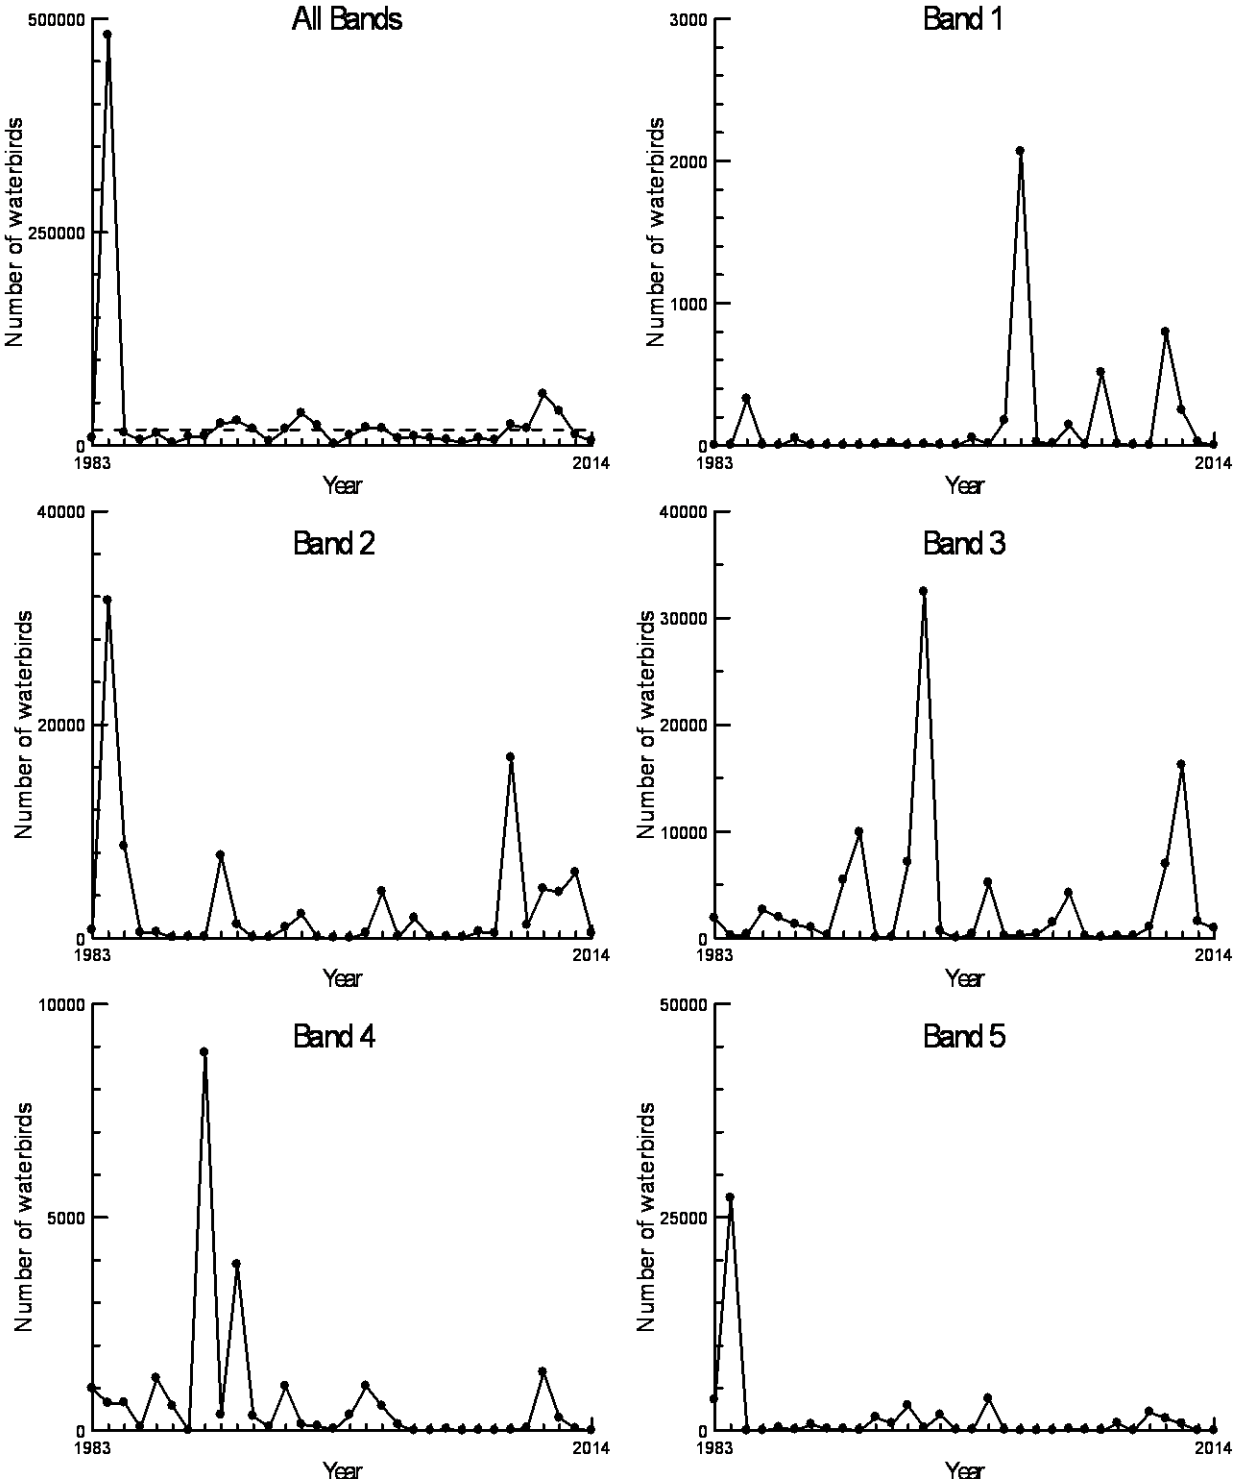 All Bands
500000
250000
0
Number of waterbirds
1983
2014
Year
Band 1
3000
2000
1000
0
Number of waterbirds
1983
2014
Year
Band 2
40000
20000
0
Number of waterbirds
1983
2014
Year
Band 3
40000
30000
20000
10000
0
Number of waterbirds
1983
2014
Year
Band 4
10000
5000
0
Number of waterbirds
1983
2014
Year
Band 5
50000
25000
0
Number of waterbirds
1983
2014
Year